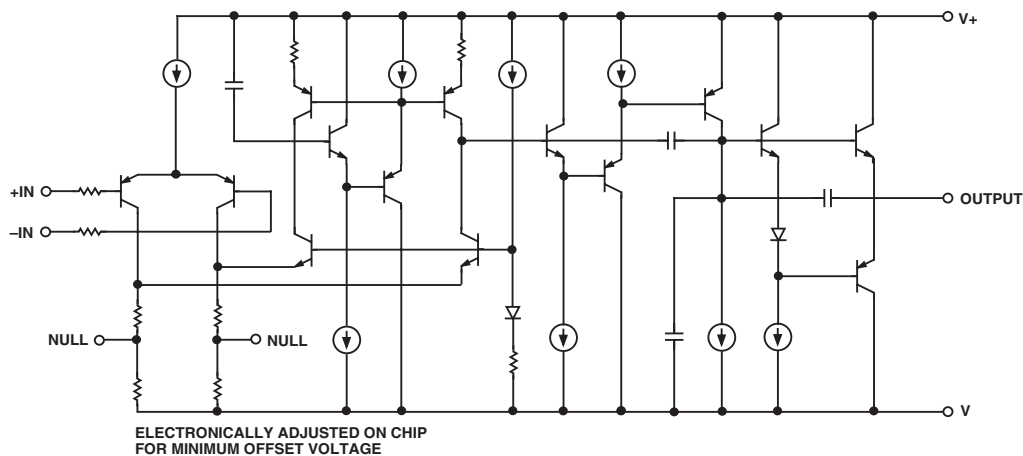 V+
+IN
–IN
OUTPUT
NULL
NULL
V
ELECTRONICALLY ADJUSTED ON CHIP
FOR MINIMUM OFFSET VOLTAGE